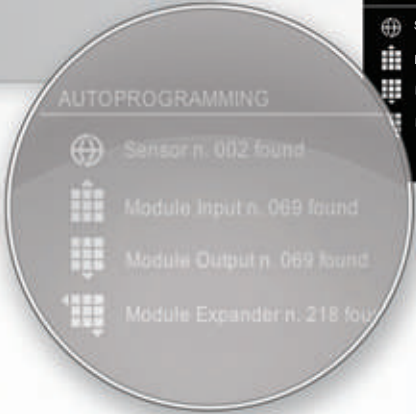 AUTOPROGRAMMING
Sensor n. 002 found
Module Input n. 069 found
Module Output n. 069 found
Module Expander n. 218